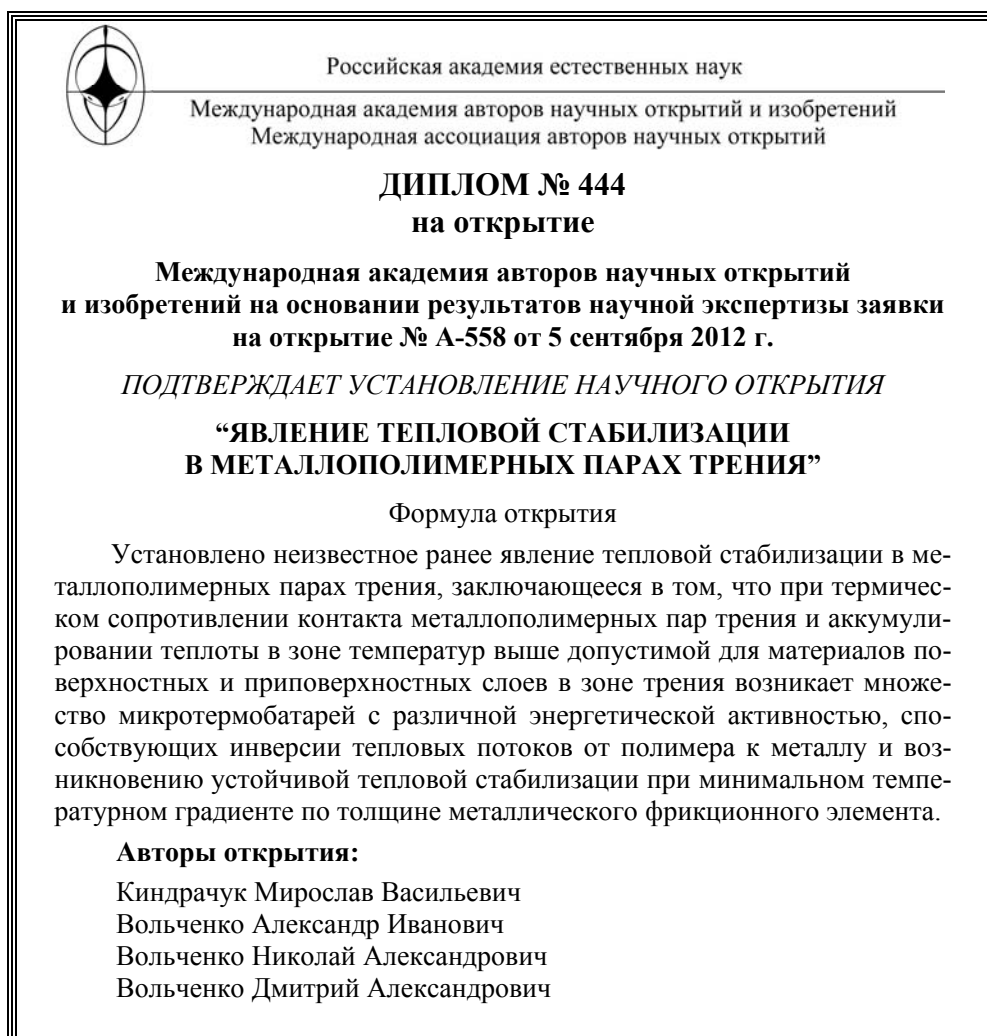 Российская академия естественных наук
Международная академия авторов научных открытий и изобретений
Международная ассоциация авторов научных открытий
ДИПЛОМ № 444
на открытие
Международная академия авторов научных открытий
и изобретений на основании результатов научной экспертизы заявки
на открытие № А-558 от 5 сентября 2012 г.
ПОДТВЕРЖДАЕТ УСТАНОВЛЕНИЕ НАУЧНОГО ОТКРЫТИЯ
“ЯВЛЕНИЕ ТЕПЛОВОЙ СТАБИЛИЗАЦИИ
В МЕТАЛЛОПОЛИМЕРНЫХ ПАРАХ ТРЕНИЯ”
Формула открытия
Установлено неизвестное ранее явление тепловой стабилизации в ме-
таллополимерных парах трения, заключающееся в том, что при термичес-
ком сопротивлении контакта металлополимерных пар трения и аккумули-
ровании теплоты в зоне температур выше допустимой для материалов по-
верхностных и приповерхностных слоев в зоне трения возникает множе-
ство микротермобатарей с различной энергетической активностью, спо-
собствующих инверсии тепловых потоков от полимера к металлу и воз-
никновению устойчивой тепловой стабилизации при минимальном темпе-
ратурном градиенте по толщине металлического фрикционного элемента.
Авторы открытия:
Киндрачук Мирослав Васильевич
Вольченко Александр Иванович
Вольченко Николай Александрович
Вольченко Дмитрий Александрович